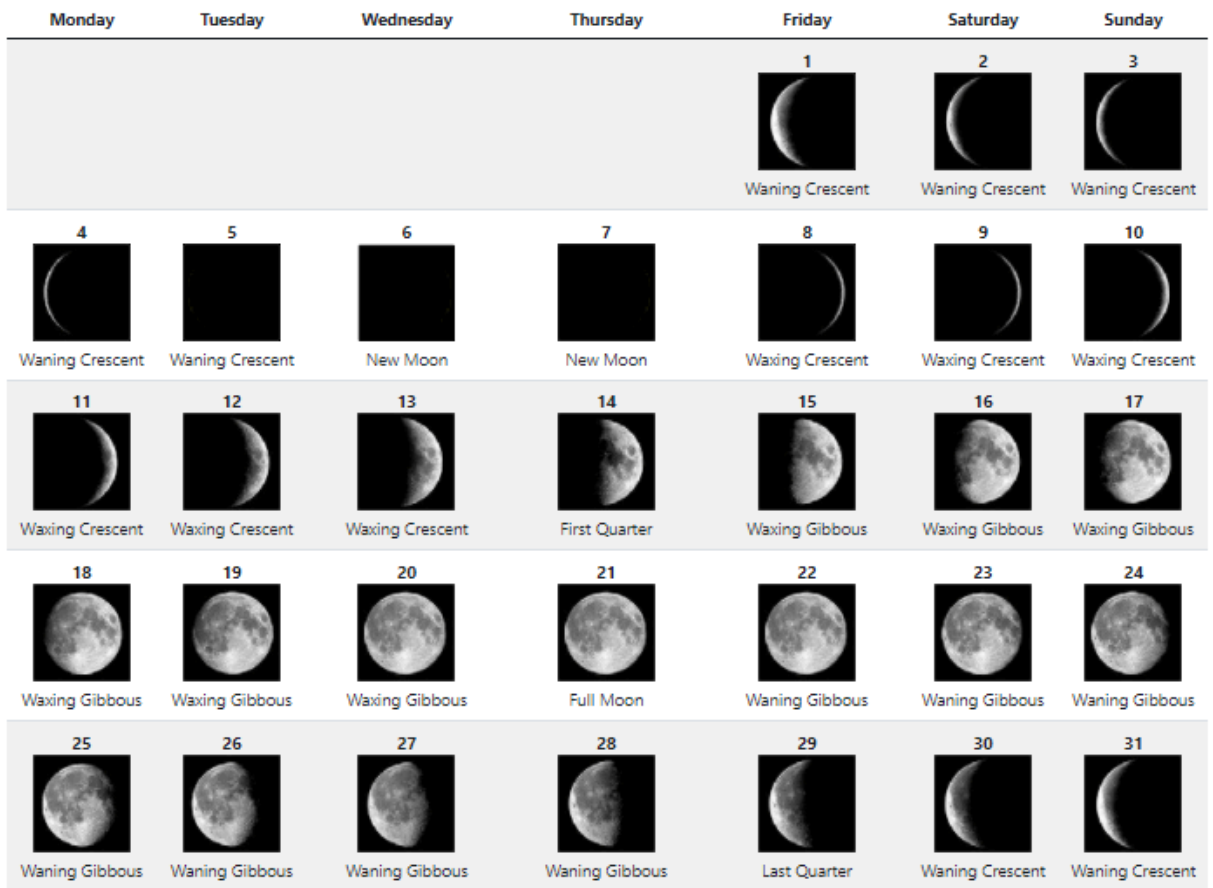 Monday Tuesday Wednesday Thursday Friday Saturday Sunday
1 2 3
Waning Crescent Waning Crescent Waning Crescent
4 5 6 7 8 9 10
Waning Crescent Waning Crescent New Moon New Moon Waxing Crescent Waxing Crescent Waxing Crescent
11 12 13 14 15 16 17
Waxing Crescent Waxing Crescent Waxing Crescent First Quarter Waxing Gibbous Waxing Gibbous Waxing Gibbous
18 19 20 21 22 23 24
Waxing Gibbous Waxing Gibbous Waxing Gibbous Full Moon Waning Gibbous Waning Gibbous Waning Gibbous
25 26 27 28 29 30 31
Waning Gibbous Waning Gibbous Waning Gibbous Waning Gibbous Last Quarter Waning Crescent Waning Crescent